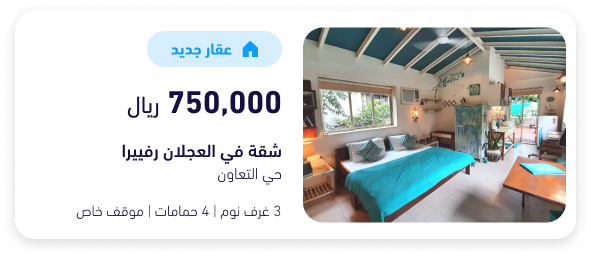 عقار جديد
750,000 ريال
شقة في العجلان رفييرا
حي التعاون
3 غرف نوم | 4 حمامات | موقف خاص